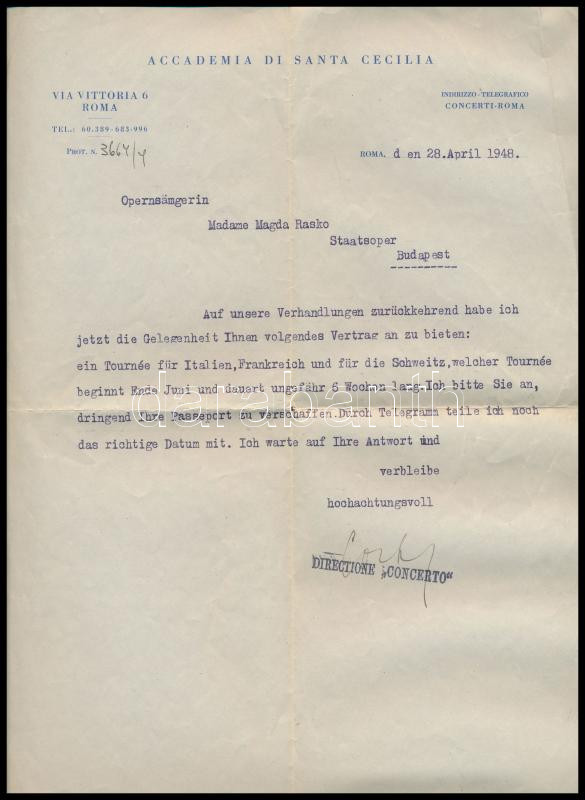 ACCADEMIA DI SANTA CECILIA
VIA VITTORIA 6
ROMA
TEL.: 60.389-683-996
PROT. N. 3664/y
INDIRIZZO-TELEGRAFICO
CONCERTI-ROMA
ROMA, d en 28.April 1948.
Opernsämgerin
Madame Magda Rasko
Staatsoper
Budapest
Auf unsere Verhandlungen zurückkehrend habe ich
jetzt die Gelegenheit Ihnen volgendes Vertrag an zu bieten:
ein Tournée für Italien,Frankreich und für die Schweitz,welcher Tournée
beginnt Ende Juni und dauert ungefähr 6 Wochen lang.Ich bitte Sie an,
dringend Ihre Passeport zu verschaffen.Durch Telegramm teile ich noch
das richtige Datum mit. Ich warte auf Ihre Antwort und
verbleibe
hochachtungsvoll
DIRECTIONE „CONCERTO“
darabanth